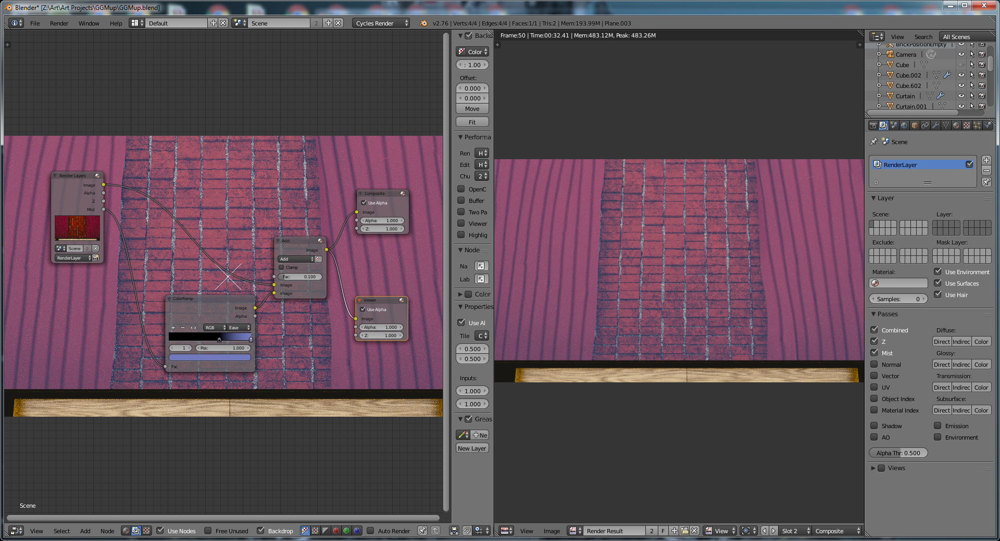 Blender* [Z:\Art\Art Projects\GGMup\GGMup.blend]
File Render Window Help Default Scene 2 Cycles Render v2.76 | Verts:4/4 | Edges:4/4 | Faces:1/1 | Tris:2 | Mem:193.99M | Plane.003
Backd
Color
: 1.00
Offset:
0.000
0.000
Move
Fit
Performa
Ren H
Edit H
Chu 2
OpenC
Buffer
Two Pa
Viewer
Highlig
Node
Na
Lab
Color
Properties
Use Al
Tile C
0.500
0.500
Inputs:
1.000
1.000
Greas
Ne
New Layer
Render Layers
Image
Alpha
Z
Mist
Scene 2
RenderLayer
ColorRamp
Image
Alpha
RGB Ease
1 Pos: 1.000
Fac
Add
Image
Add
Clamp
Fac: 0.100
Image
Image
Composite
Use Alpha
Image
Alpha: 1.000
Z: 1.000
Viewer
Use Alpha
Image
Alpha: 1.000
Z: 1.000
Scene
View Select Add Node Use Nodes Free Unused Backdrop Auto Render
Frame:50 | Time:00:32.41 | Mem:483.12M, Peak: 483.26M
View Image Render Result 2 F View Slot 2 Composite
View Search All Scenes
BrickPositionEmpty
Camera
Cube
Cube.002
Cube.602
Curtain
Curtain.001
Scene
RenderLayer
Layer
Scene: Layer:
Exclude: Mask Layer:
Material: Use Environment
Use Surfaces
Samples: 0 Use Hair
Passes
Combined Diffuse:
Z Direct Indirec Color
Mist Glossy:
Normal Direct Indirec Color
Vector Transmission:
UV Direct Indirec Color
Object Index Subsurface:
Material Index Direct Indirec Color
Shadow Emission
AO Environment
Alpha Thr: 0.500
Views